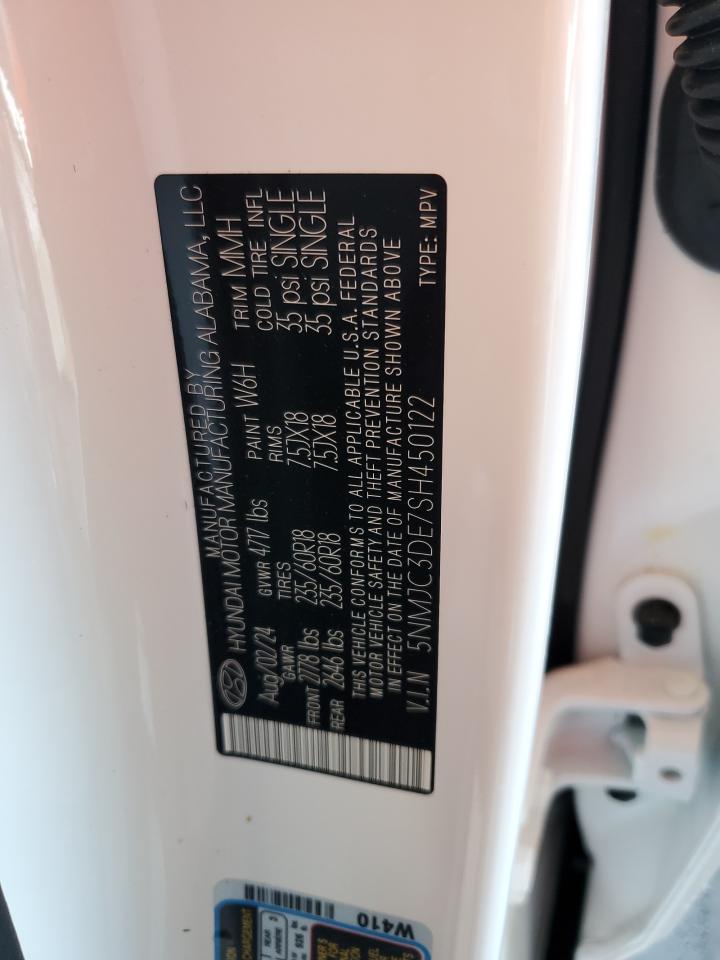 MANUFACTURED BY
HYUNDAI MOTOR MANUFACTURING ALABAMA, LLC
Aug/02/24 GVWR 4717 lbs PAINT W6H TRIM MMH
GAWR TIRES RIMS COLD TIRE INFL
FRONT 2778 lbs 235/60R18 7.5JX18 35 psi SINGLE
REAR 2646 lbs 235/60R18 7.5JX18 35 psi SINGLE
THIS VEHICLE CONFORMS TO ALL APPLICABLE U.S.A. FEDERAL
MOTOR VEHICLE SAFETY AND THEFT PREVENTION STANDARDS
IN EFFECT ON THE DATE OF MANUFACTURE SHOWN ABOVE
V.I.N 5NMJC3DE7SH450122
TYPE: MPV
W410
REAR 3